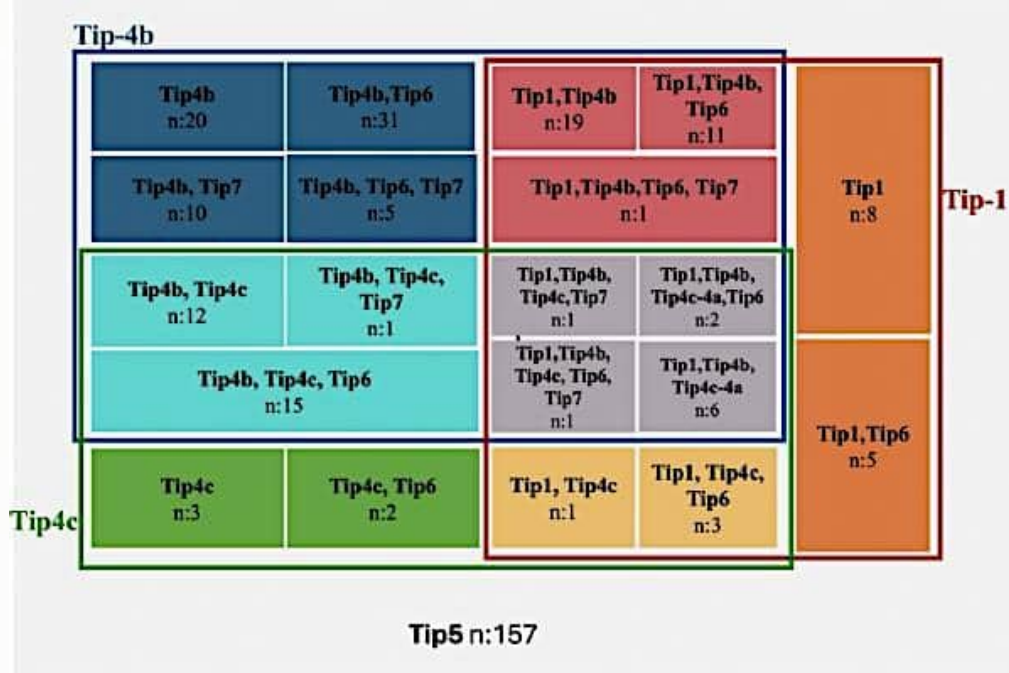 Tip-4b
Tip4b
n:20
Tip4b,Tip6
n:31
Tip1,Tip4b
n:19
Tip1,Tip4b,
Tip6
n:11
Tip1
n:8
Tip4b, Tip7
n:10
Tip4b, Tip6, Tip7
n:5
Tip1,Tip4b,Tip6, Tip7
n:1
Tip-1
Tip4b, Tip4c
n:12
Tip4b, Tip4c,
Tip7
n:1
Tip1,Tip4b,
Tip4c,Tip7
n:1
Tip1,Tip4b,
Tip4c-4a,Tip6
n:2
Tip4b, Tip4c, Tip6
n:15
Tip1,Tip4b,
Tip4c, Tip6,
Tip7
n:1
Tip1,Tip4b,
Tip4c-4a
n:6
Tip1,Tip6
n:5
Tip4c
Tip4c
n:3
Tip4c, Tip6
n:2
Tip1, Tip4c
n:1
Tip1, Tip4c,
Tip6
n:3
Tip5 n:157